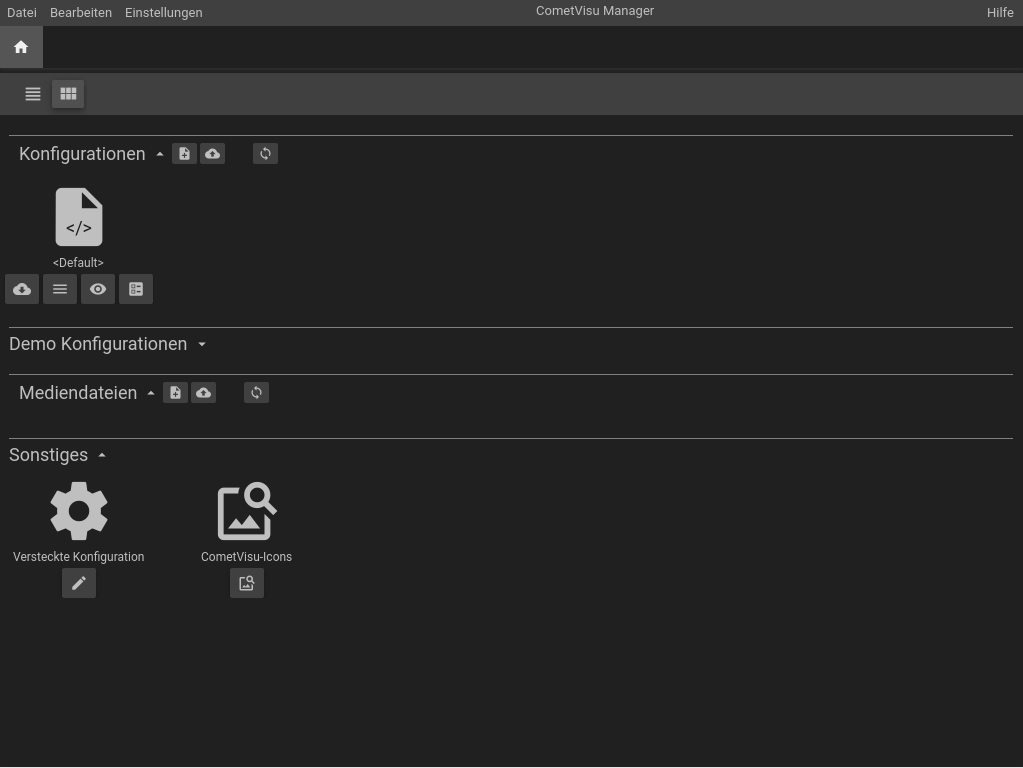 Datei Bearbeiten Einstellungen CometVisu Manager Hilfe
Konfigurationen
</>
<Default>
Demo Konfigurationen
Mediendateien
Sonstiges
Versteckte Konfiguration CometVisu-Icons